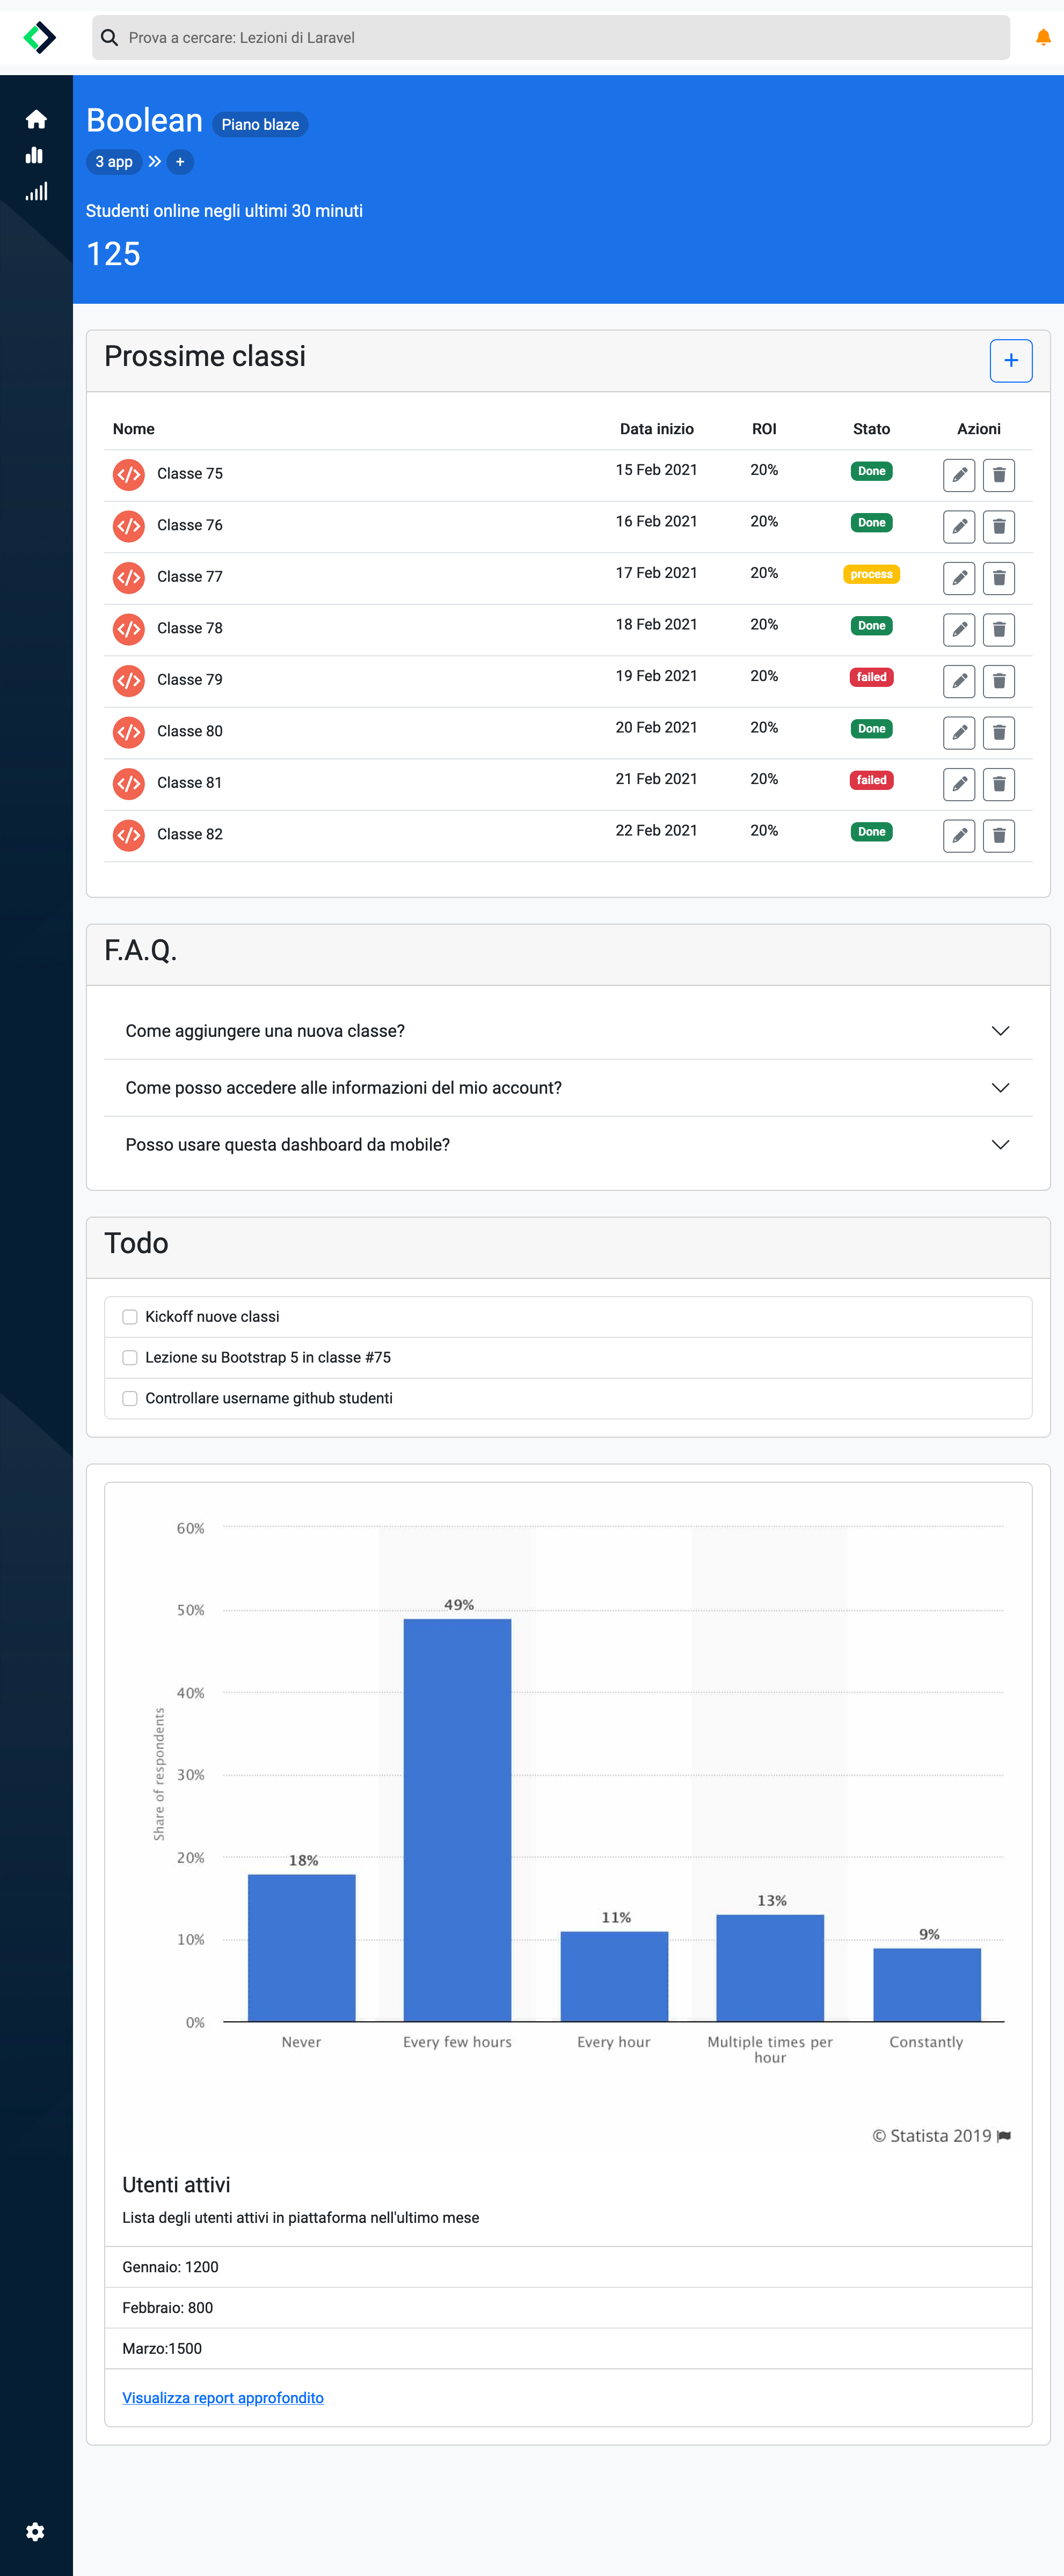 Prova a cercare: Lezioni di Laravel
Boolean Piano blaze
3 app +
Studenti online negli ultimi 30 minuti
125
Prossime classi +
Nome Data inizio ROI Stato Azioni
Classe 75 15 Feb 2021 20% Done
Classe 76 16 Feb 2021 20% Done
Classe 77 17 Feb 2021 20% process
Classe 78 18 Feb 2021 20% Done
Classe 79 19 Feb 2021 20% failed
Classe 80 20 Feb 2021 20% Done
Classe 81 21 Feb 2021 20% failed
Classe 82 22 Feb 2021 20% Done
F.A.Q.
Come aggiungere una nuova classe?
Come posso accedere alle informazioni del mio account?
Posso usare questa dashboard da mobile?
Todo
Kickoff nuove classi
Lezione su Bootstrap 5 in classe #75
Controllare username github studenti
60%
50%
40%
30%
20%
10%
0%
Share of respondents
18%
49%
11%
13%
9%
Never
Every few hours
Every hour
Multiple times per
hour
Constantly
© Statista 2019
Utenti attivi
Lista degli utenti attivi in piattaforma nell'ultimo mese
Gennaio: 1200
Febbraio: 800
Marzo:1500
Visualizza report approfondito